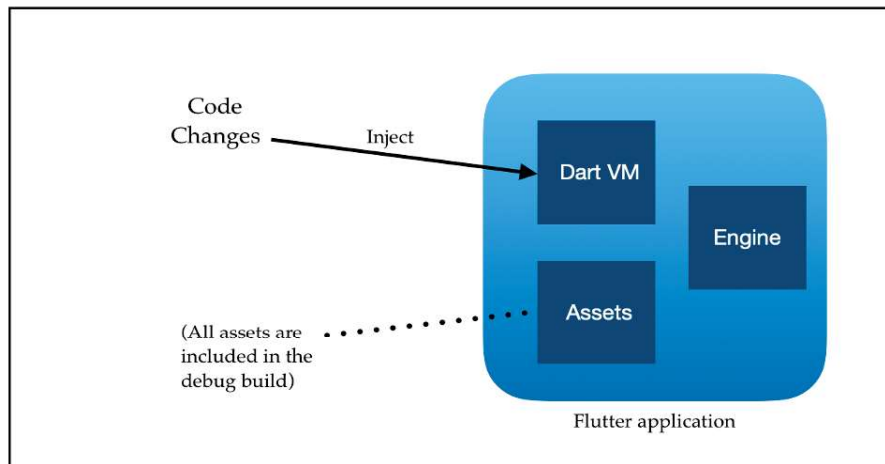 Code
Changes
Inject
Dart VM
Engine
Assets
(All assets are
included in the
debug build)
Flutter application